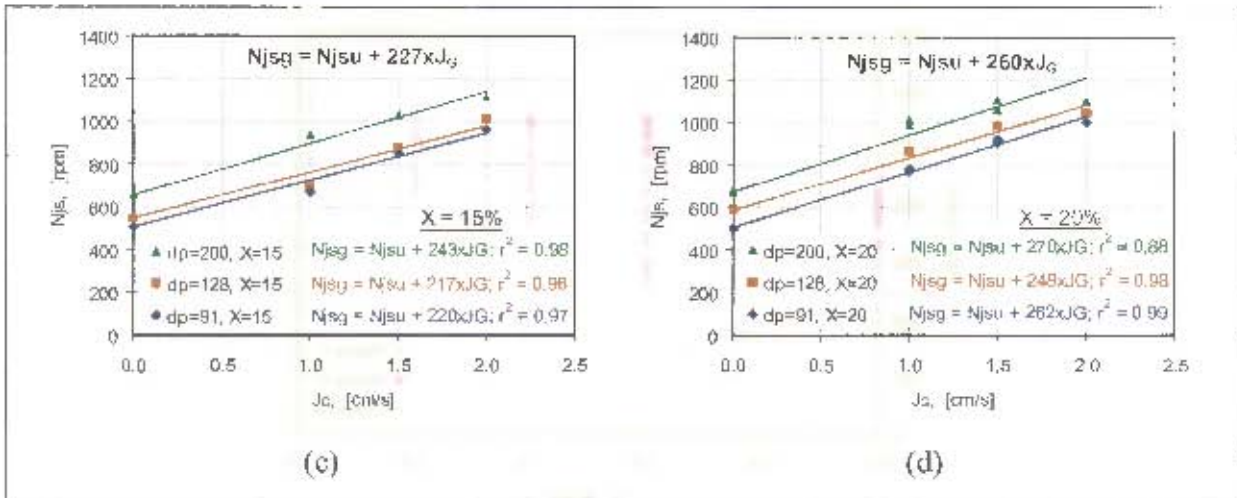 1400
1200
1000
800
600
400
200
0
Njs, [rpm]
Njsg = Njsu + 227xJG
X = 15%
dp=200, X=15 Njsg = Njsu + 243xJG; r² = 0.98
dp=128, X=15 Njsg = Njsu + 217xJG; r² = 0.96
dp=91, X=15 Njsg = Njsu + 220xJG; r² = 0.97
0.0 0.5 1.0 1.5 2.0 2.5
JG, [cm/s]
(c)
1400
1200
1000
800
600
400
200
0
Njs, [rpm]
Njsg = Njsu + 260xJG
X = 20%
dp=200, X=20 Njsg = Njsu + 270xJG; r² = 0.88
dp=128, X=20 Njsg = Njsu + 248xJG; r² = 0.98
dp=91, X=20 Njsg = Njsu + 262xJG; r² = 0.99
0.0 0.5 1.0 1.5 2.0 2.5
JG, [cm/s]
(d)